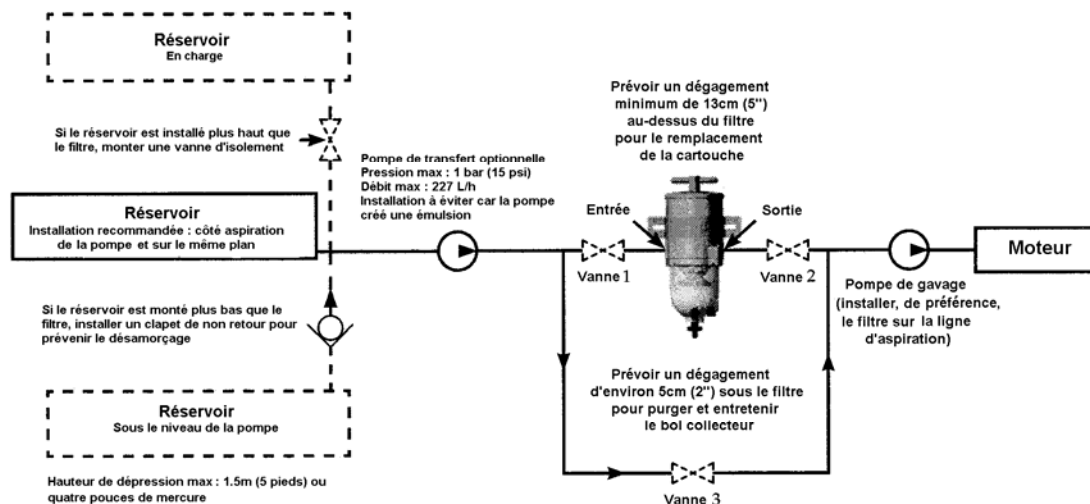 Réservoir
En charge
Si le réservoir est installé plus haut que
le filtre, monter une vanne d'isolement
Réservoir
Installation recommandée : côté aspiration
de la pompe et sur le même plan
Si le réservoir est monté plus bas que le
filtre, installer un clapet de non retour pour
prévenir le désamorçage
Réservoir
Sous le niveau de la pompe
Hauteur de dépression max : 1.5m (5 pieds) ou
quatre pouces de mercure
Pompe de transfert optionnelle
Pression max : 1 bar (15 psi)
Débit max : 227 L/h
Installation à éviter car la pompe
créé une émulsion
Prévoir un dégagement
minimum de 13cm (5")
au-dessus du filtre
pour le remplacement
de la cartouche
Entrée
Sortie
Vanne 1
Vanne 2
Prévoir un dégagement
d'environ 5cm (2") sous le filtre
pour purger et entretenir
le bol collecteur
Vanne 3
Pompe de gavage
(installer, de préférence,
le filtre sur la ligne
d'aspiration)
Moteur